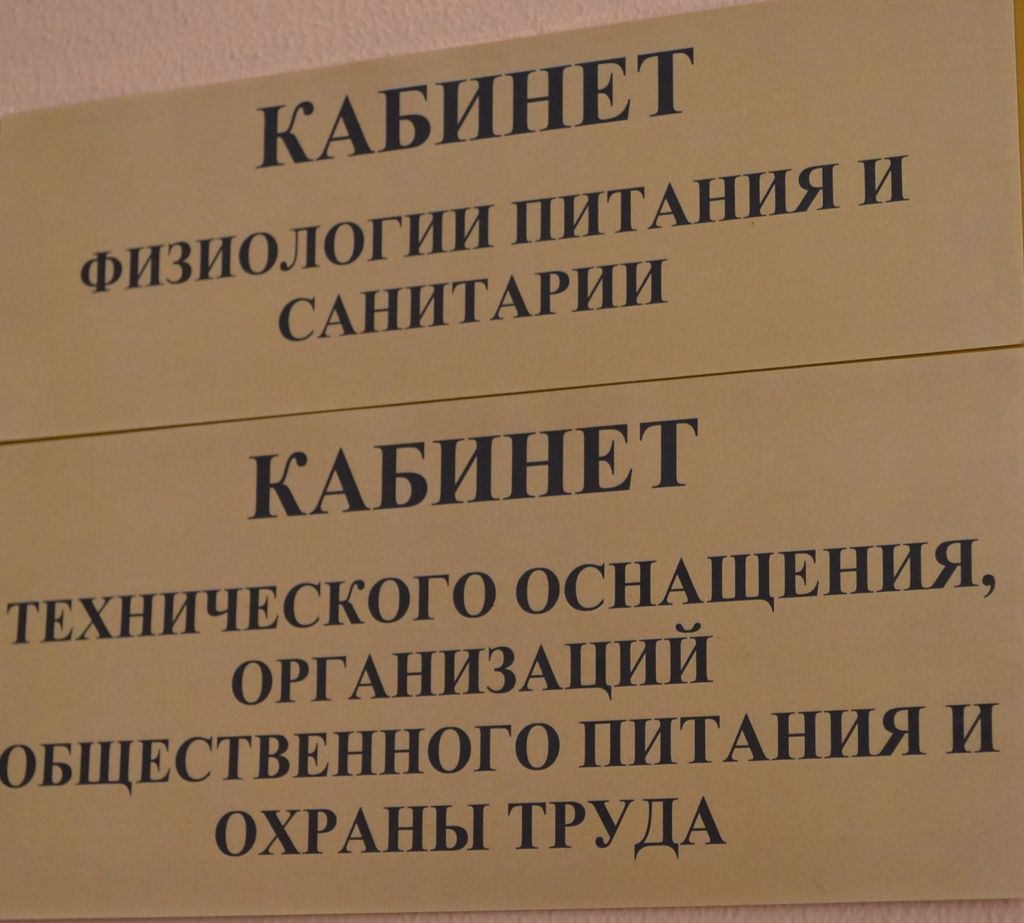 КАБИНЕТ
ФИЗИОЛОГИИ ПИТАНИЯ И
САНИТАРИИ
КАБИНЕТ
ТЕХНИЧЕСКОГО ОСНАЩЕНИЯ,
ОРГАНИЗАЦИЙ
ОБЩЕСТВЕННОГО ПИТАНИЯ И
ОХРАНЫ ТРУДА